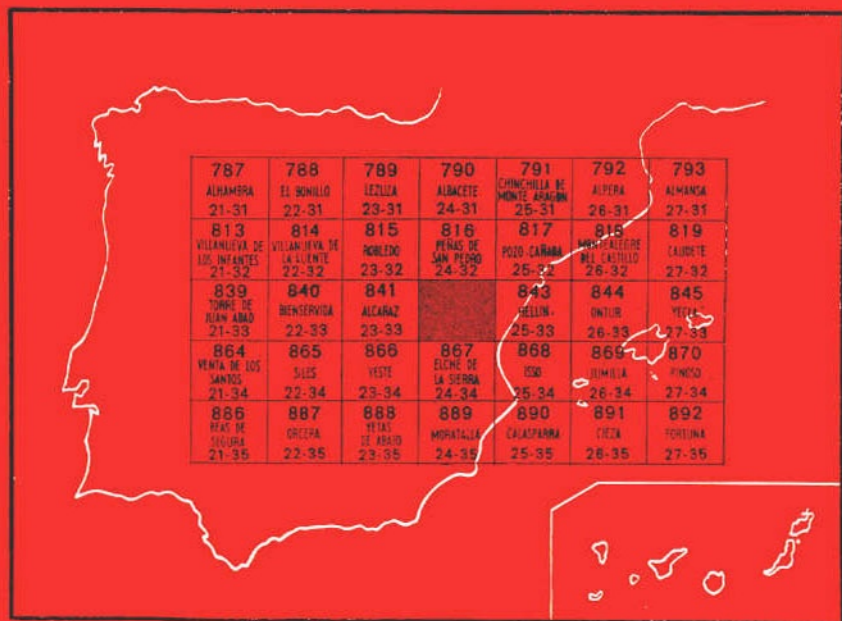 787 788 789 790 791 792 793
ALHAMBRA EL BONILLO LEZUZA ALBACETE CHINCHILLA DE MONTE ARAGON ALPERA ALMANSA
21-31 22-31 23-31 24-31 25-31 26-31 27-31
813 814 815 816 817 818 819
VILLANUEVA DE LOS INFANTES VILLANUEVA DE LA FUENTE ROBLEDO PEÑAS DE SAN PEDRO POZO-CAÑADA MONTEALEGRE DEL CASTILLO CAUDETE
21-32 22-32 23-32 24-32 25-32 26-32 27-32
839 840 841 843 844 845
TORRE DE JUAN ABAD BIENSERVIDA ALCARAZ HELLIN ONTUR YECLA
21-33 22-33 23-33 25-33 26-33 27-33
864 865 866 867 868 869 870
VENTA DE LOS SANTOS SILES YESTE ELCHE DE LA SIERRA ISSO JUMILLA PINOSO
21-34 22-34 23-34 24-34 25-34 26-34 27-34
886 887 888 889 890 891 892
BEAS DE SEGURA ORCERA YETAS DE ABAJO MORATALLA CALASPARRA CIEZA FORTUNA
21-35 22-35 23-35 24-35 25-35 26-35 27-35